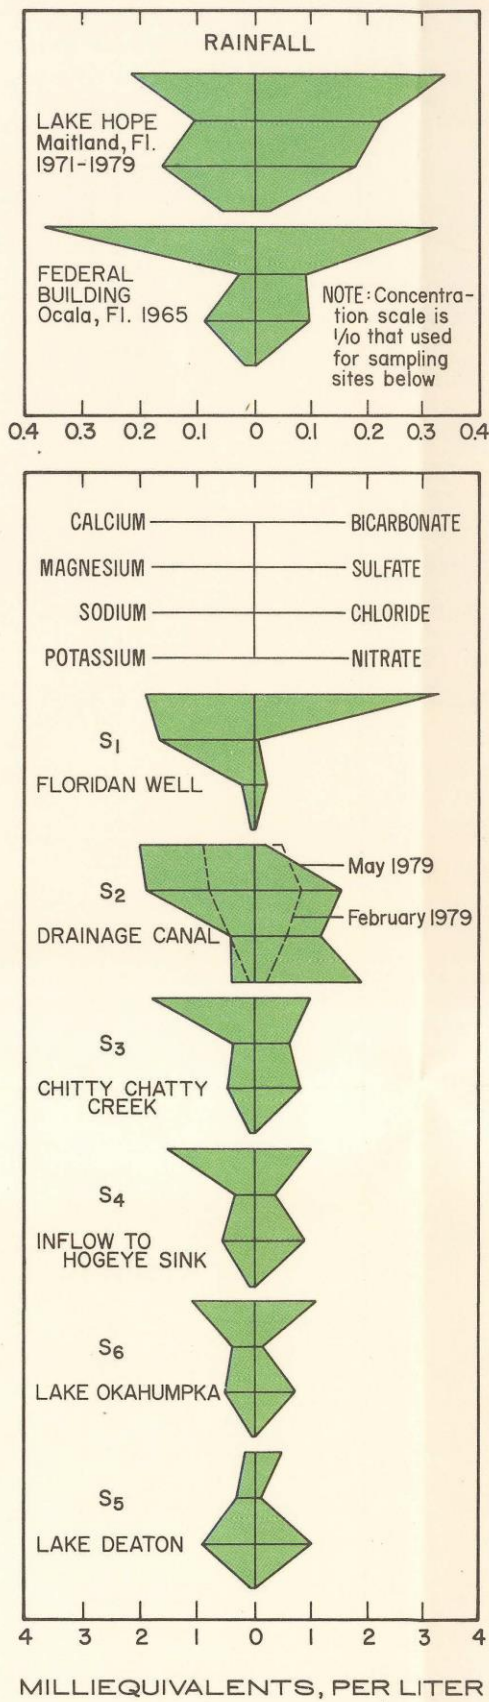 RAINFALL
LAKE HOPE
Maitland, Fl.
1971-1979
FEDERAL
BUILDING
Ocala, Fl. 1965
NOTE: Concentra-
tion scale is
1/10 that used
for sampling
sites below
0.4 0.3 0.2 0.1 0 0.1 0.2 0.3 0.4
CALCIUM BICARBONATE
MAGNESIUM SULFATE
SODIUM CHLORIDE
POTASSIUM NITRATE
S1
FLORIDAN WELL
May 1979
S2
February 1979
DRAINAGE CANAL
S3
CHITTY CHATTY
CREEK
S4
INFLOW TO
HOGEYE SINK
S6
LAKE OKAHUMPKA
S5
LAKE DEATON
4 3 2 1 0 1 2 3 4
MILLIEQUIVALENTS, PER LITER